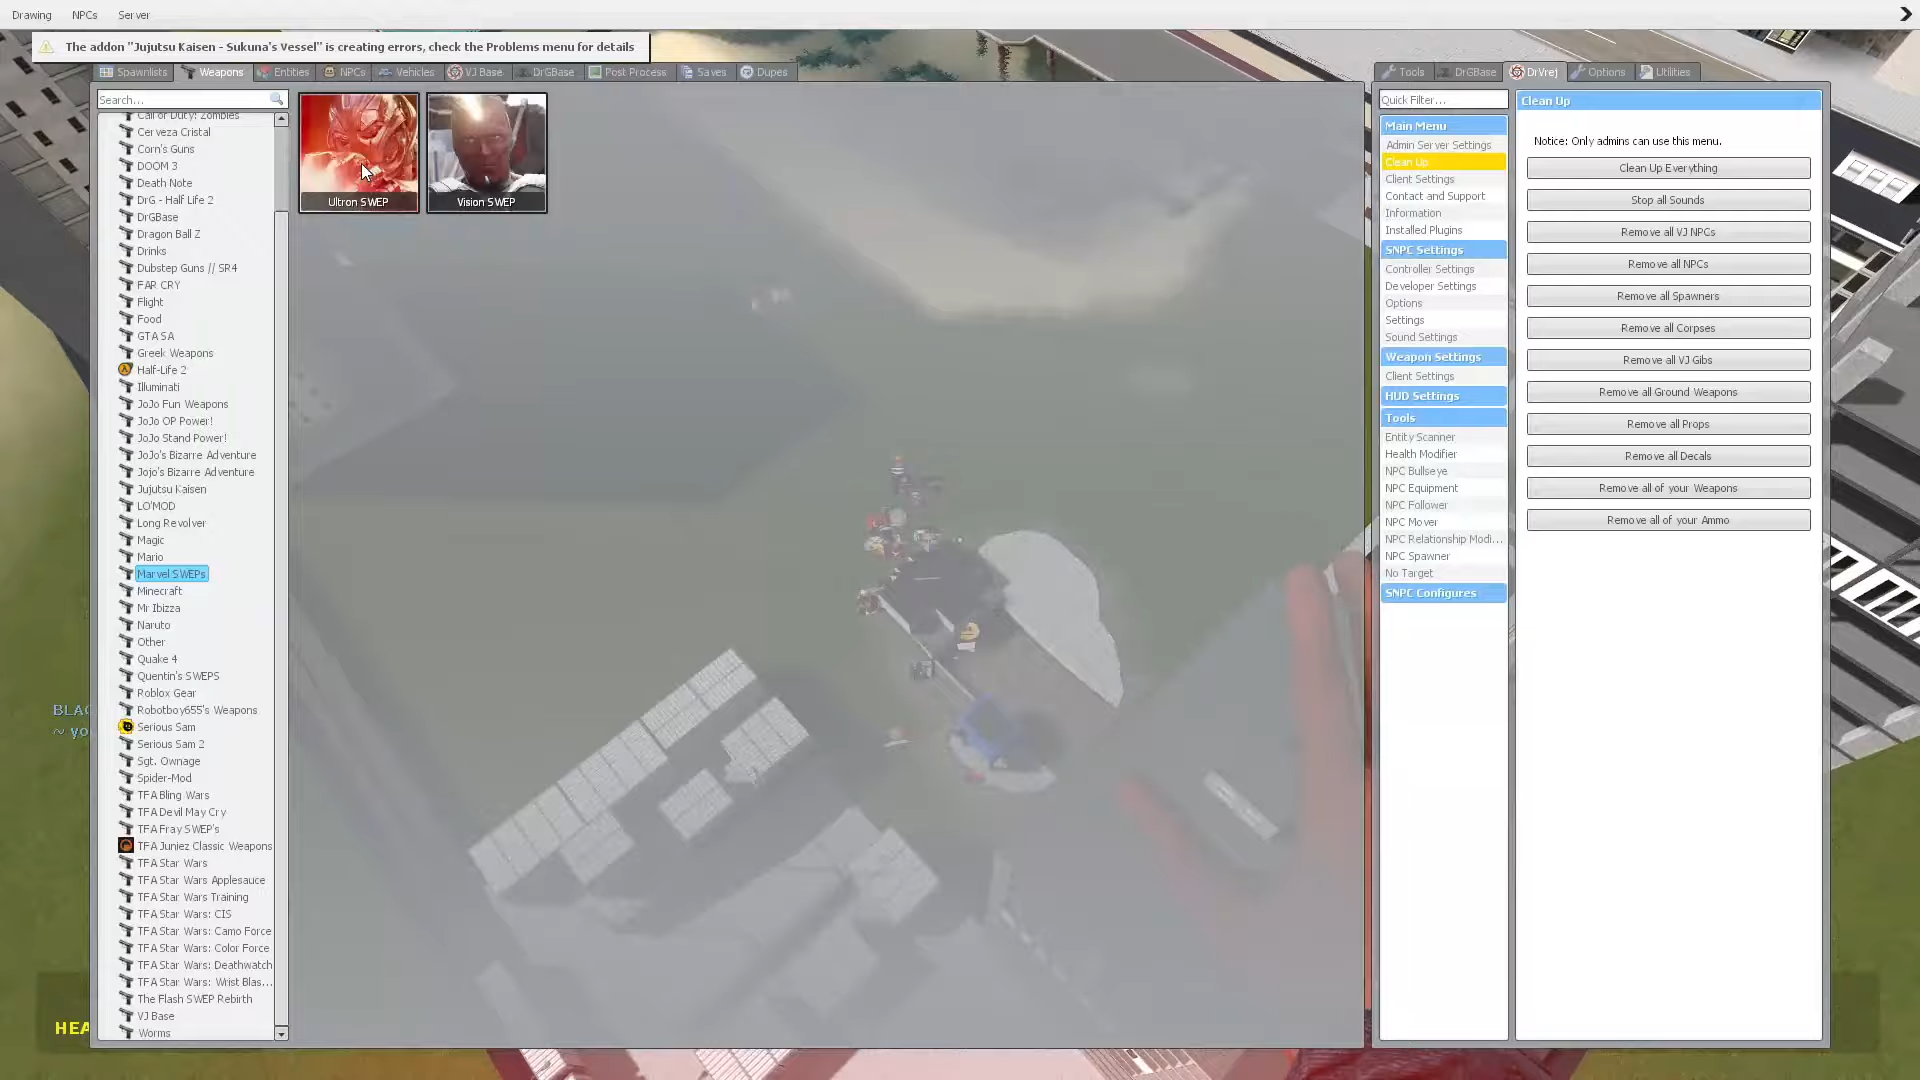 Drawing NPCs Server
The addon "Jujutsu Kaisen - Sukuna's Vessel" is creating errors, check the Problems menu for details
Spawnlists Weapons Entities NPCs Vehicles VJ Base DrGBase Post Process Saves Dupes
Search...
Call of Duty: Zombies
Cerveza Cristal
Corn's Guns
DOOM 3
Death Note
DrG - Half Life 2
DrGBase
Dragon Ball Z
Drinks
Dubstep Guns // SR4
FAR CRY
Flight
Food
GTA SA
Greek Weapons
Half-Life 2
Illuminati
JoJo Fun Weapons
JoJo OP Power!
JoJo Stand Power!
JoJo's Bizarre Adventure
Jojo's Bizarre Adventure
Jujutsu Kaisen
LO'MOD
Long Revolver
Magic
Mario
Marvel SWEPs
Minecraft
Mr Ibizza
Naruto
Other
Quake 4
Quentin's SWEPS
Roblox Gear
Robotboy655's Weapons
Serious Sam
Serious Sam 2
Sgt. Ownage
Spider-Mod
TFA Bling Wars
TFA Devil May Cry
TFA Fray SWEP's
TFA Juniez Classic Weapons
TFA Star Wars
TFA Star Wars Applesauce
TFA Star Wars Training
TFA Star Wars: CIS
TFA Star Wars: Camo Force
TFA Star Wars: Color Force
TFA Star Wars: Deathwatch
TFA Star Wars: Wrist Blas...
The Flash SWEP Rebirth
VJ Base
Worms
Ultron SWEP
Vision SWEP
BLAC
~ yo
HEA
Tools DrGBase DrVrej Options Utilities
Quick Filter...
Main Menu
Admin Server Settings
Clean Up
Client Settings
Contact and Support
Information
Installed Plugins
SNPC Settings
Controller Settings
Developer Settings
Options
Settings
Sound Settings
Weapon Settings
Client Settings
HUD Settings
Tools
Entity Scanner
Health Modifier
NPC Bullseye
NPC Equipment
NPC Follower
NPC Mover
NPC Relationship Modi...
NPC Spawner
No Target
SNPC Configures
Clean Up
Notice: Only admins can use this menu.
Clean Up Everything
Stop all Sounds
Remove all VJ NPCs
Remove all NPCs
Remove all Spawners
Remove all Corpses
Remove all VJ Gibs
Remove all Ground Weapons
Remove all Props
Remove all Decals
Remove all of your Weapons
Remove all of your Ammo